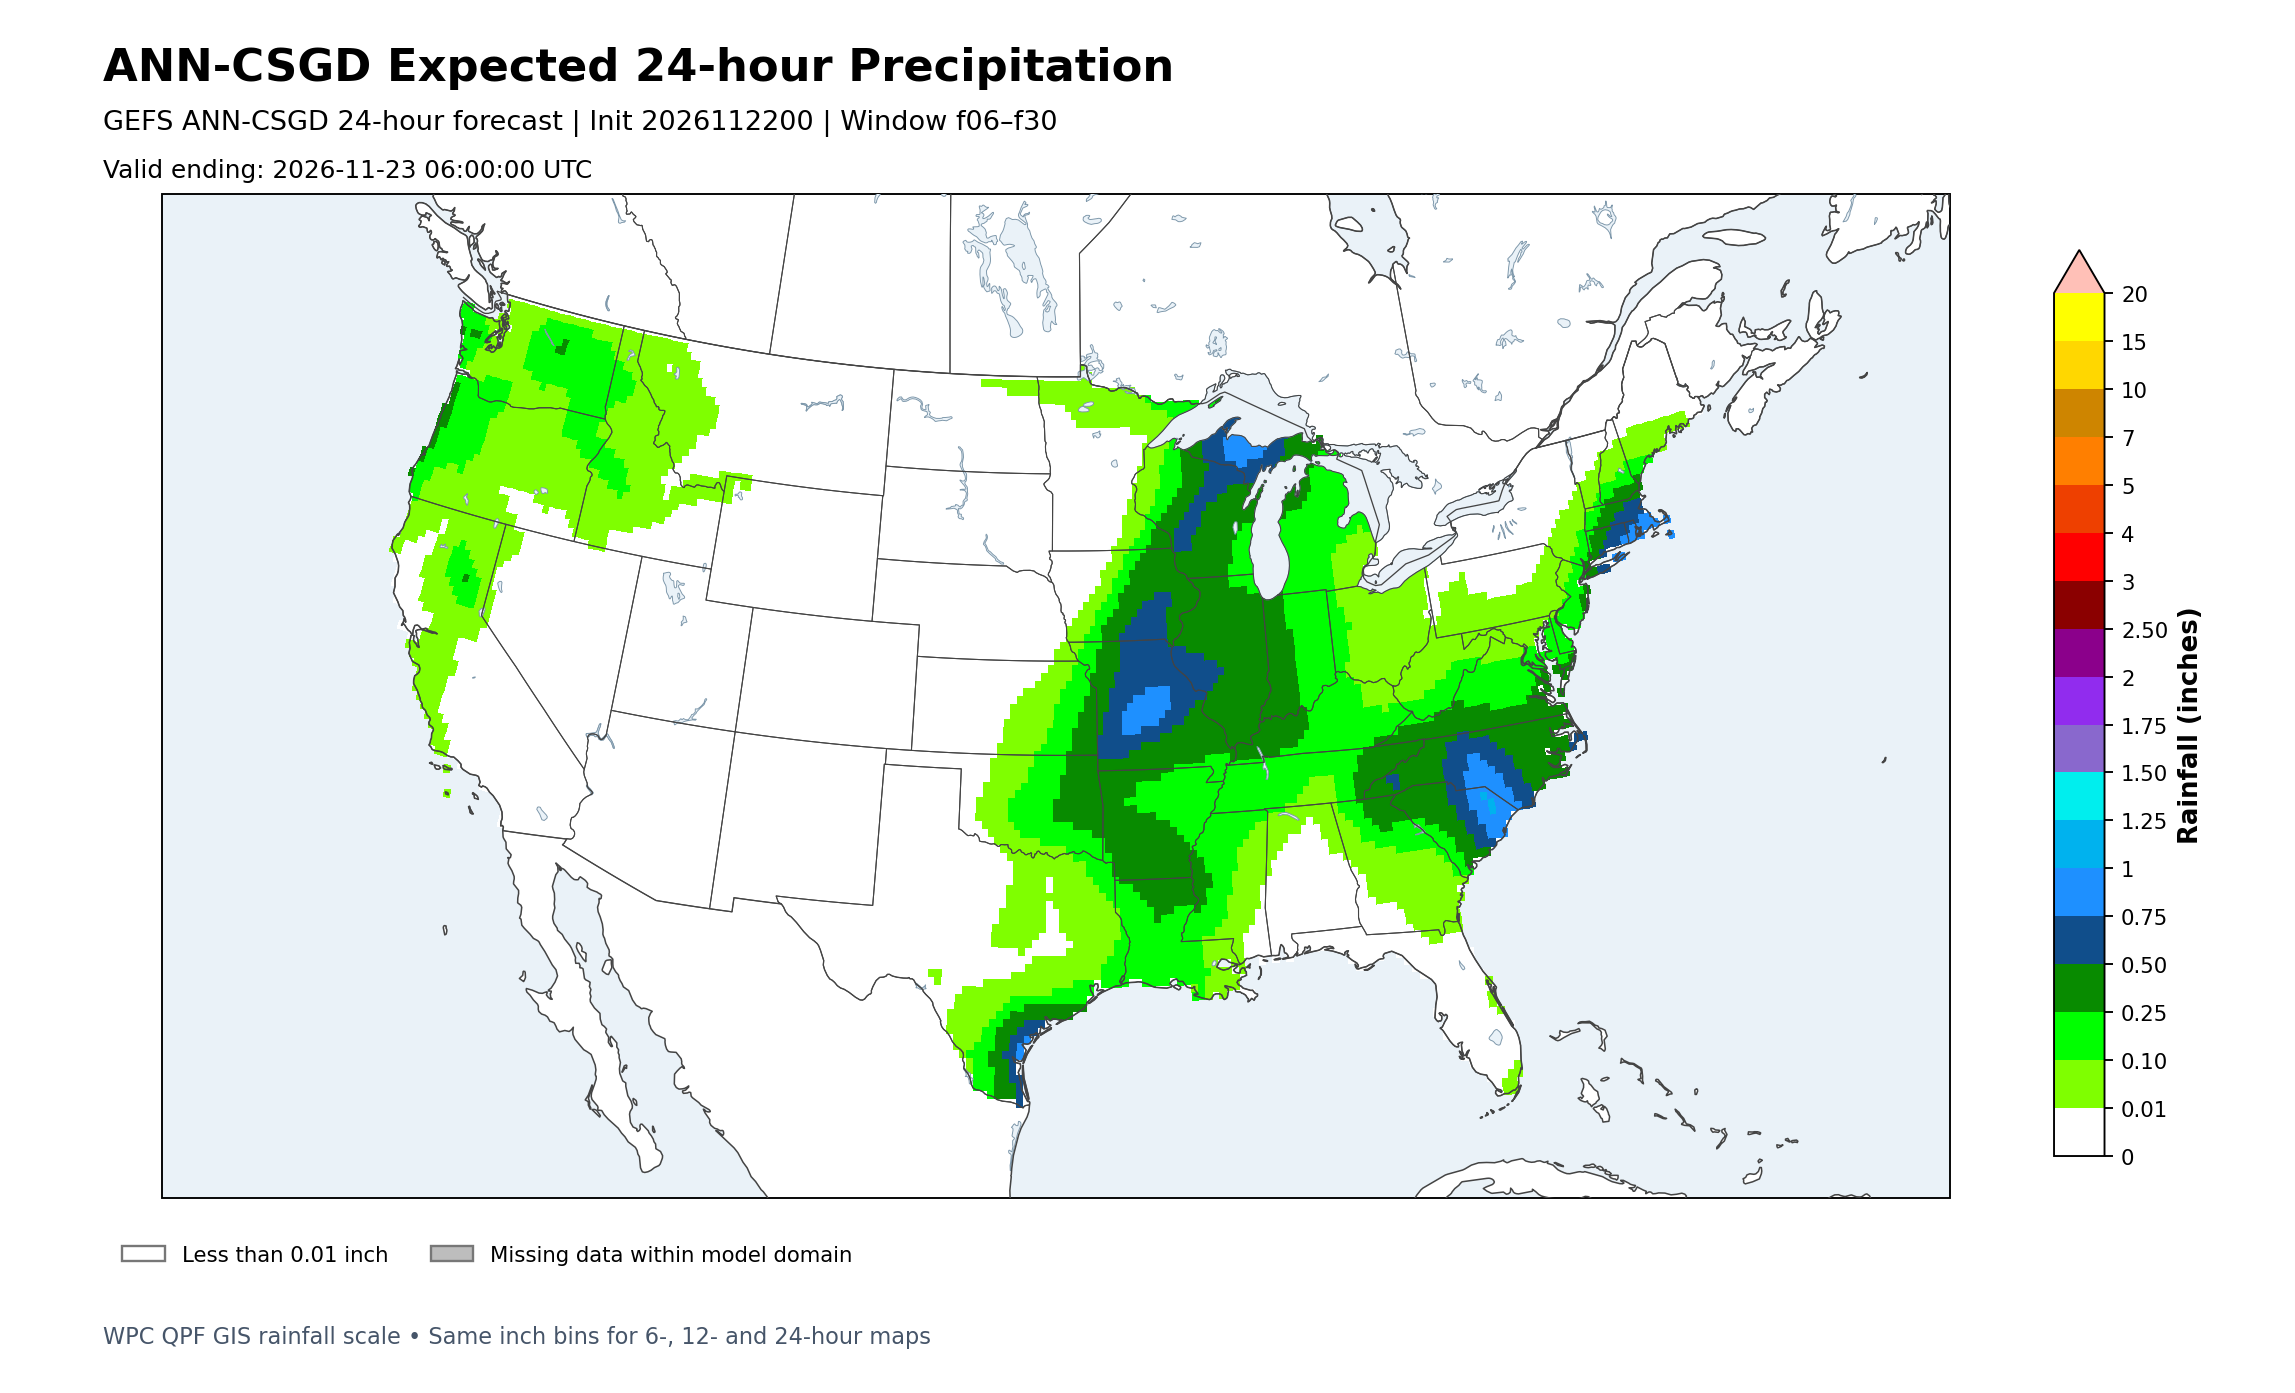 ANN-CSGD Expected 24-hour Precipitation
GEFS ANN-CSGD 24-hour forecast | Init 2026112200 | Window f06–f30
Valid ending: 2026-11-23 06:00:00 UTC
20
15
10
7
5
4
3
2.50
2
1.75
1.50
1.25
1
0.75
0.50
0.25
0.10
0.01
0
Rainfall (inches)
Less than 0.01 inch
Missing data within model domain
WPC QPF GIS rainfall scale • Same inch bins for 6-, 12- and 24-hour maps